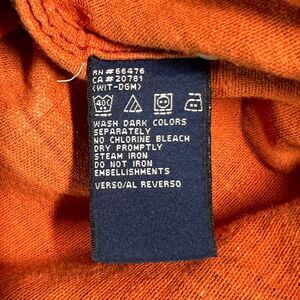 RN#66476
CA#20781
(WIT-DGM)
40C
WASH DARK COLORS
SEPARATELY
NO CHLORINE BLEACH
DRY PROMPTLY
STEAM IRON
DO NOT IRON
EMBELLISHMENTS
VERSO/AL REVERSO